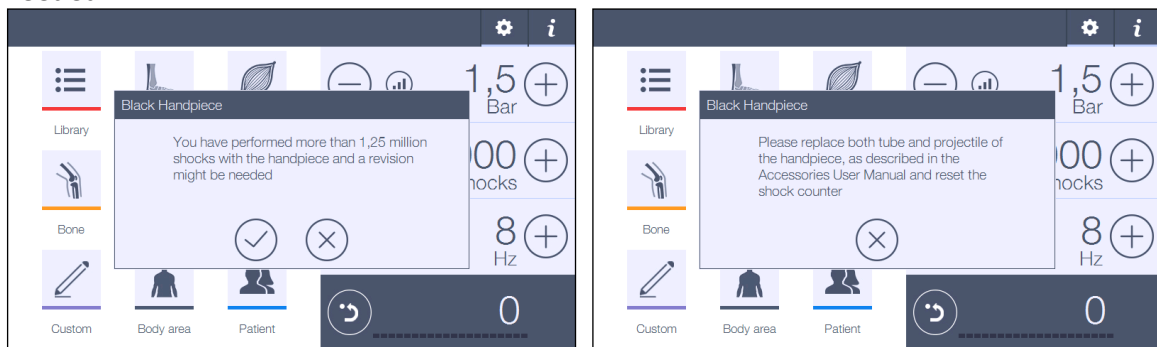 i
1,5
Bar
Library
Black Handpiece
You have performed more than 1,25 million
shocks with the handpiece and a revision
might be needed
00
hocks
Bone
8
Hz
Custom
Body area
Patient
0
i
1,5
Bar
Library
Black Handpiece
Please replace both tube and projectile of
the handpiece, as described in the
Accessories User Manual and reset the
shock counter
00
hocks
Bone
8
Hz
Custom
Body area
Patient
0